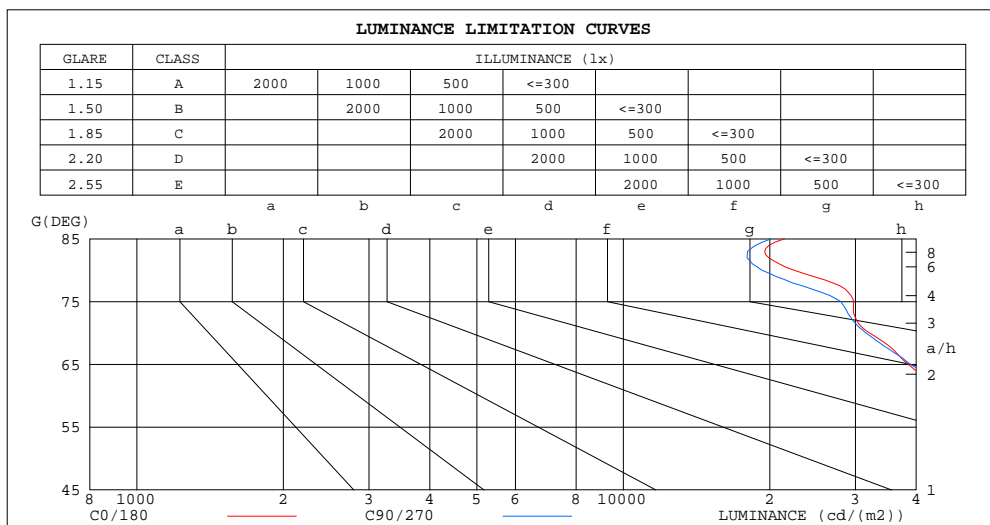 LUMINANCE LIMITATION CURVES
GLARE CLASS ILLUMINANCE (lx)
1.15 A 2000 1000 500 <=300
1.50 B 2000 1000 500 <=300
1.85 C 2000 1000 500 <=300
2.20 D 2000 1000 500 <=300
2.55 E 2000 1000 500 <=300
a b c d e f g h
G(DEG)
85 a b c d e f g h
8
6
75 4
3
a/h
65 2
55
45 1
8 1000 2 3 4 5 6 8 10000 2 3 4
C0/180 C90/270 LUMINANCE (cd/(m2))